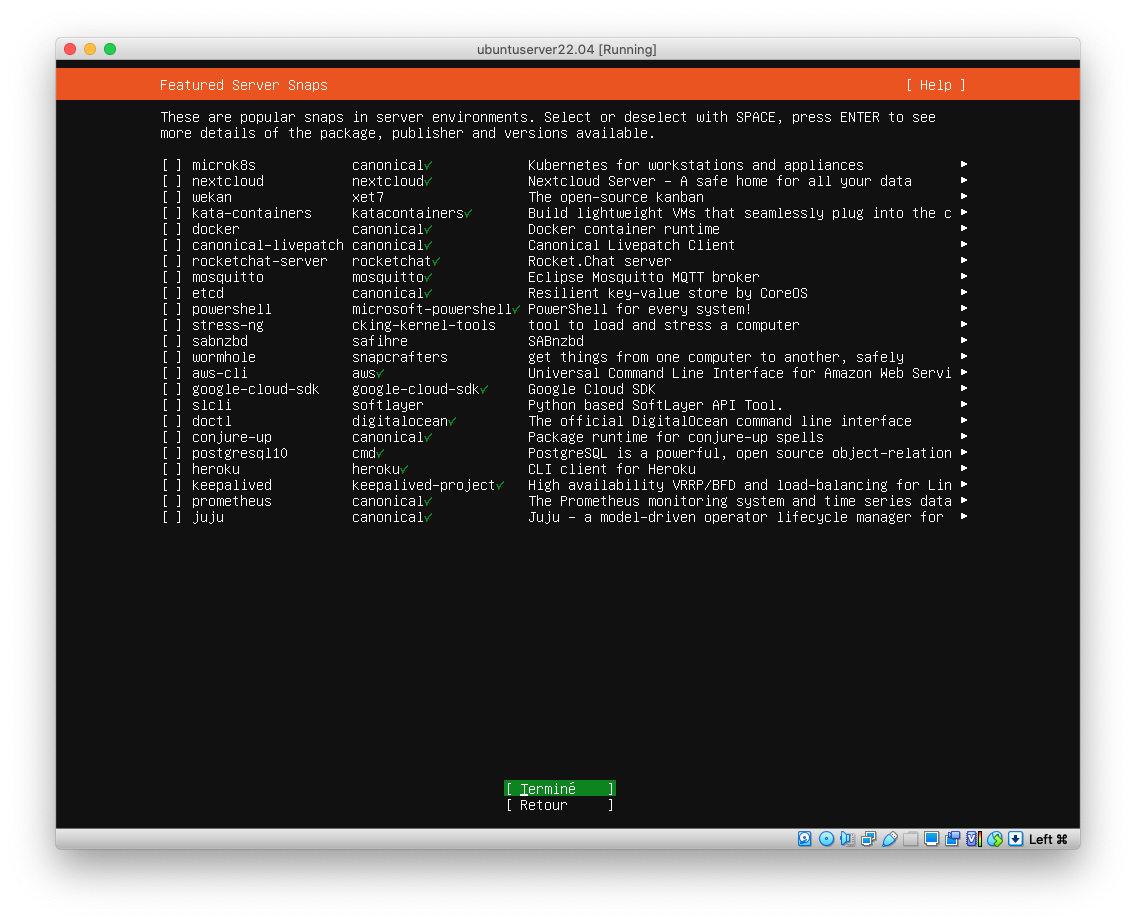 ubuntuserver22.04 [Running]
Featured Server Snaps [ Help ]
These are popular snaps in server environments. Select or deselect with SPACE, press ENTER to see
more details of the package, publisher and versions available.
[ ] microk8s canonical✓ Kubernetes for workstations and appliances ▸
[ ] nextcloud nextcloud✓ Nextcloud Server - A safe home for all your data ▸
[ ] wekan xet7 The open-source kanban ▸
[ ] kata-containers katacontainers✓ Build lightweight VMs that seamlessly plug into the c ▸
[ ] docker canonical✓ Docker container runtime ▸
[ ] canonical-livepatch canonical✓ Canonical Livepatch Client ▸
[ ] rocketchat-server rocketchat✓ Rocket.Chat server ▸
[ ] mosquitto mosquitto✓ Eclipse Mosquitto MQTT broker ▸
[ ] etcd canonical✓ Resilient key-value store by CoreOS ▸
[ ] powershell microsoft-powershell✓ PowerShell for every system! ▸
[ ] stress-ng cking-kernel-tools tool to load and stress a computer ▸
[ ] sabnzbd safihre SABnzbd ▸
[ ] wormhole snapcrafters get things from one computer to another, safely ▸
[ ] aws-cli aws✓ Universal Command Line Interface for Amazon Web Servi ▸
[ ] google-cloud-sdk google-cloud-sdk✓ Google Cloud SDK ▸
[ ] slcli softlayer Python based SoftLayer API Tool. ▸
[ ] doctl digitalocean✓ The official DigitalOcean command line interface ▸
[ ] conjure-up canonical✓ Package runtime for conjure-up spells ▸
[ ] postgresql10 cmd✓ PostgreSQL is a powerful, open source object-relation ▸
[ ] heroku heroku✓ CLI client for Heroku ▸
[ ] keepalived keepalived-project✓ High availability VRRP/BFD and load-balancing for Lin ▸
[ ] prometheus canonical✓ The Prometheus monitoring system and time series data ▸
[ ] juju canonical✓ Juju - a model-driven operator lifecycle manager for ▸
[ Terminé ]
[ Retour ]
Left ⌘